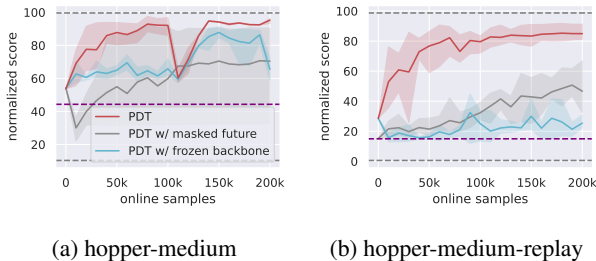 normalized score
100
80
60
40
20
PDT
PDT w/ masked future
PDT w/ frozen backbone
0
50k
100k
150k
200k
online samples
(a) hopper-medium
normalized score
100
80
60
40
20
0
0
50k
100k
150k
200k
online samples
(b) hopper-medium-replay